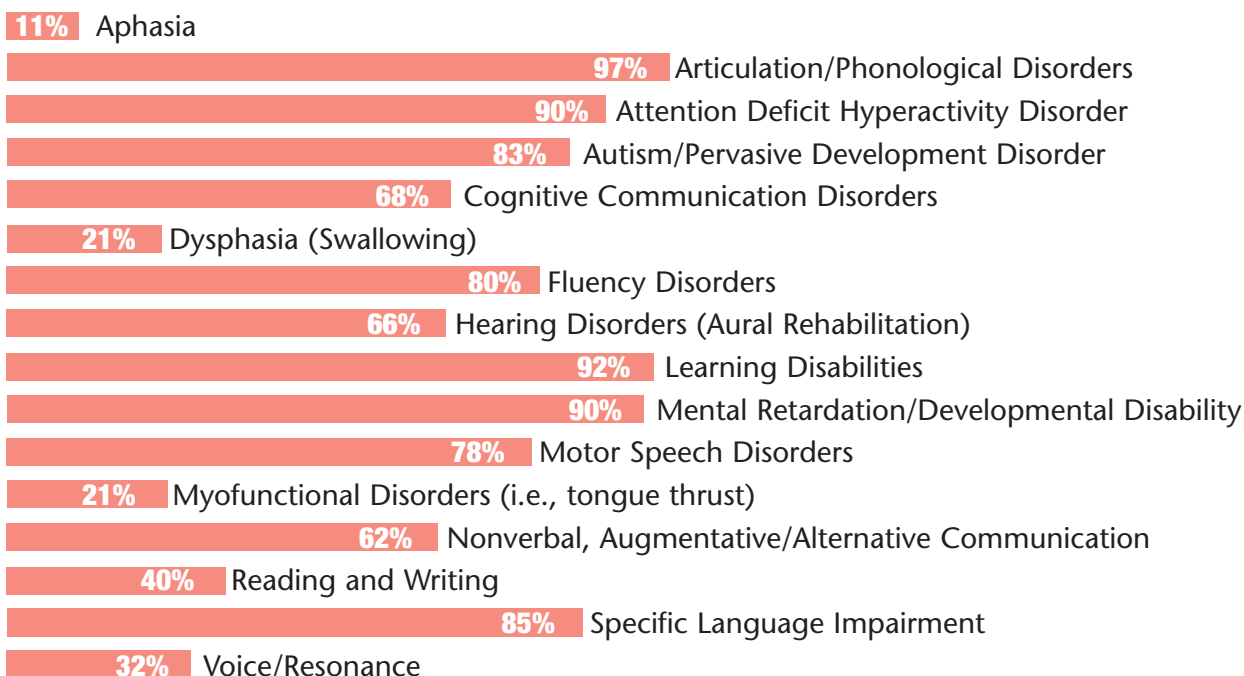 11% Aphasia
97% Articulation/Phonological Disorders
90% Attention Deficit Hyperactivity Disorder
83% Autism/Pervasive Development Disorder
68% Cognitive Communication Disorders
21% Dysphasia (Swallowing)
80% Fluency Disorders
66% Hearing Disorders (Aural Rehabilitation)
92% Learning Disabilities
90% Mental Retardation/Developmental Disability
78% Motor Speech Disorders
21% Myofunctional Disorders (i.e., tongue thrust)
62% Nonverbal, Augmentative/Alternative Communication
40% Reading and Writing
85% Specific Language Impairment
32% Voice/Resonance